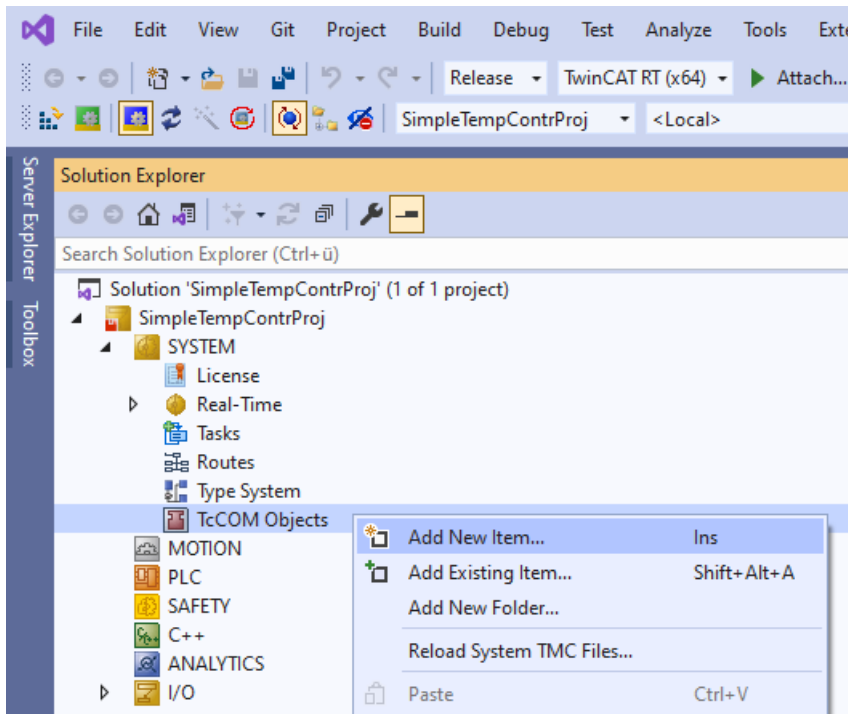 File Edit View Git Project Build Debug Test Analyze Tools
Release TwinCAT RT (x64) Attach...
SimpleTempContrProj <Local>
Server Explorer
Toolbox
Solution Explorer
Search Solution Explorer (Ctrl+ü)
Solution 'SimpleTempContrProj' (1 of 1 project)
SimpleTempContrProj
SYSTEM
License
Real-Time
Tasks
Routes
Type System
TcCOM Objects
MOTION
PLC
SAFETY
C++
ANALYTICS
I/O
Add New Item... Ins
Add Existing Item... Shift+Alt+A
Add New Folder...
Reload System TMC Files...
Paste Ctrl+V